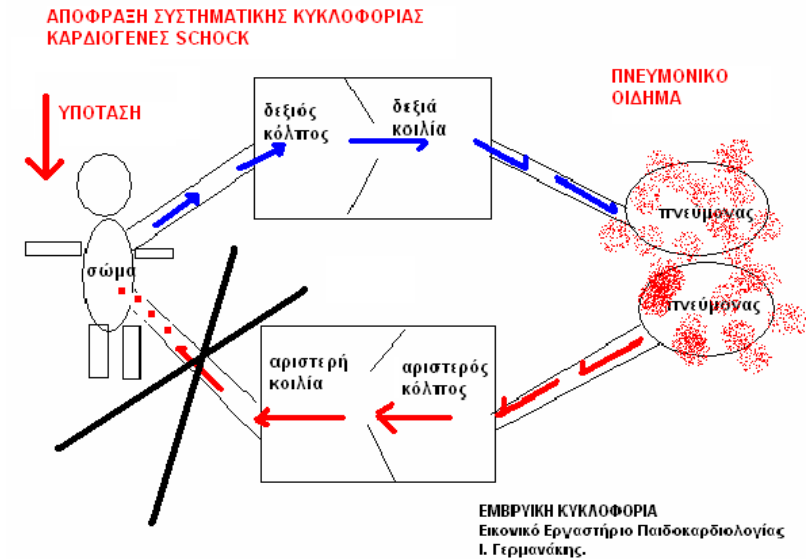 ΑΠΟΦΡΑΞΗ ΣΥΣΤΗΜΑΤΙΚΗΣ ΚΥΚΛΟΦΟΡΙΑΣ
ΚΑΡΔΙΟΓΕΝΕΣ SCHOCK
ΥΠΟΤΑΣΗ
ΠΝΕΥΜΟΝΙΚΟ
ΟΙΔΗΜΑ
δεξιός
κόλπος
δεξιά
κοιλία
πνεύμονας
σώμα
πνεύμονας
αριστερή
κοιλία
αριστερός
κόλπος
ΕΜΒΡΥΙΚΗ ΚΥΚΛΟΦΟΡΙΑ
Εικονικό Εργαστήριο Παιδοκαρδιολογίας
Ι. Γερμανάκης.